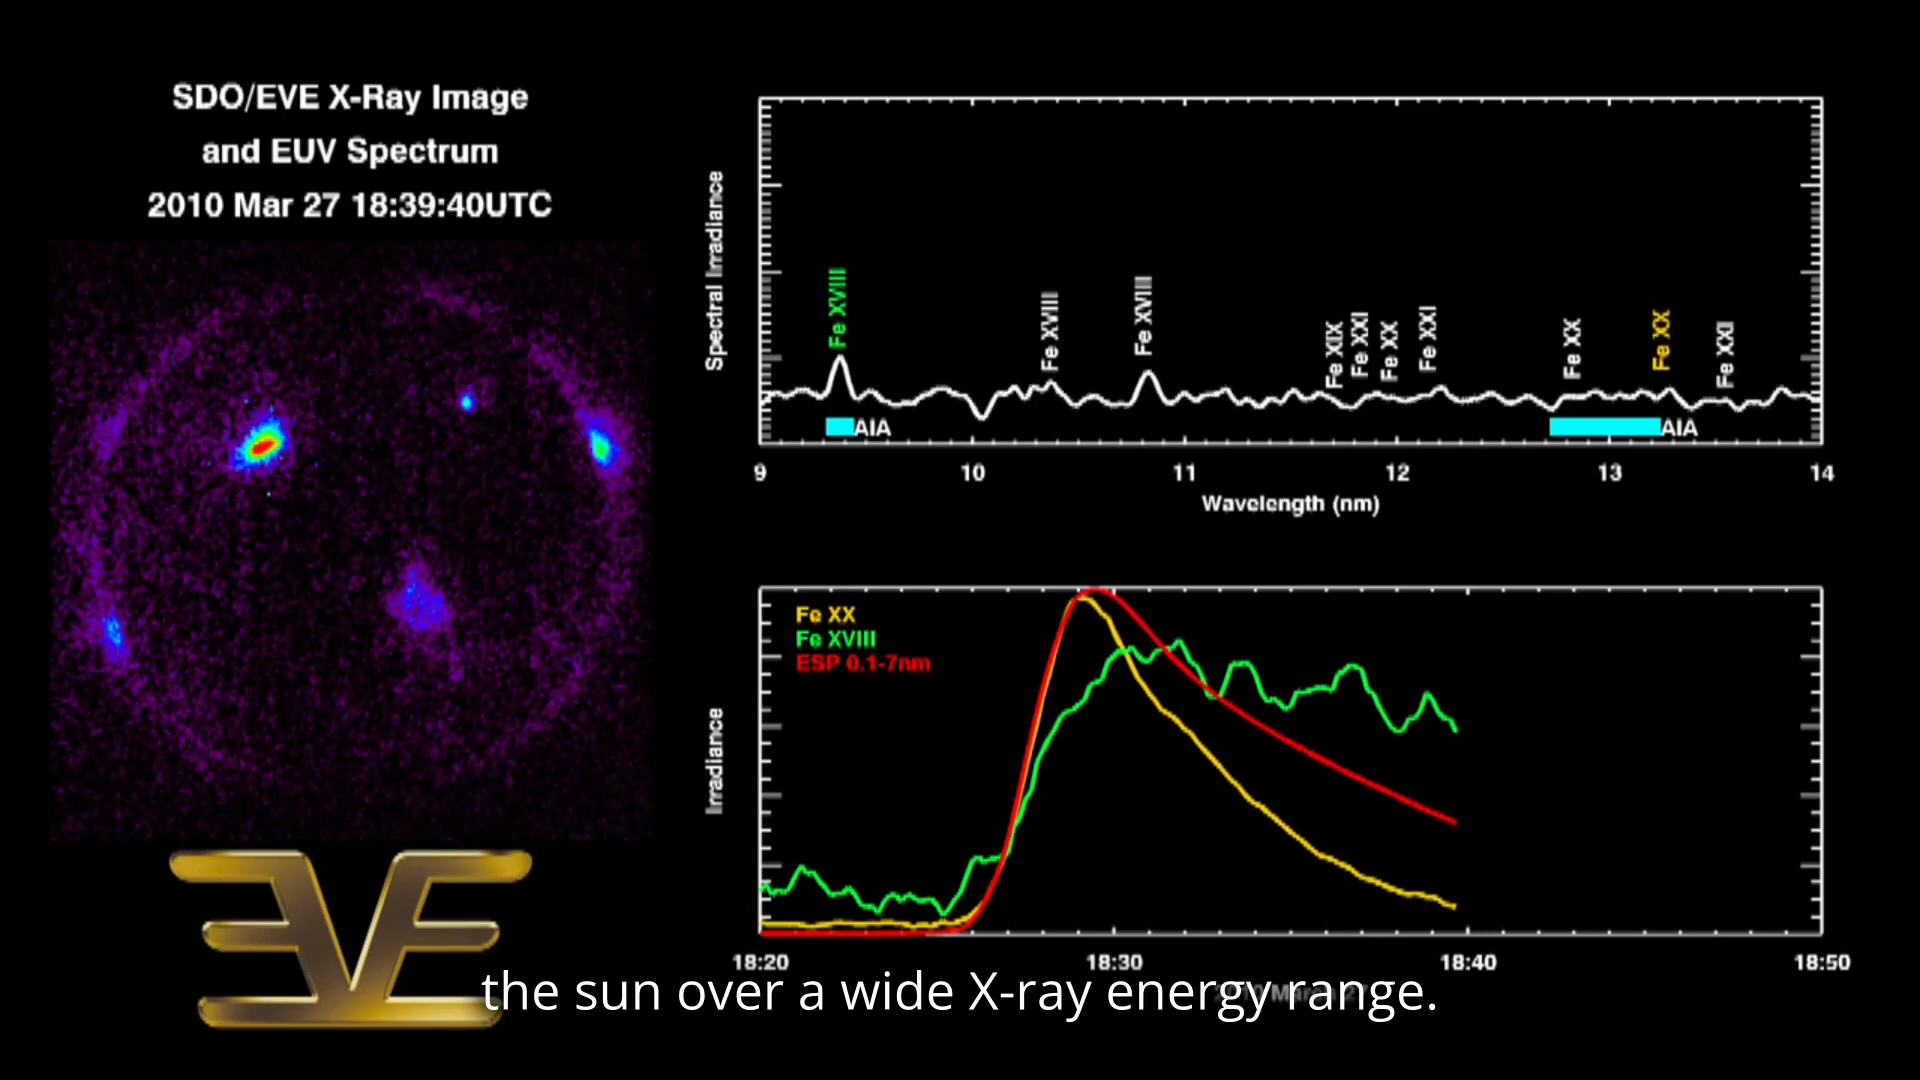 SDO/EVE X-Ray Image
and EUV Spectrum
2010 Mar 27 18:39:40UTC
EVE
Spectral Irradiance
Fe XVIII
Fe XVIII
Fe XVIII
Fe XIX
Fe XXI
Fe XX
Fe XXI
Fe XX
Fe XX
Fe XXI
AIA
AIA
9 10 11 12 13 14
Wavelength (nm)
Irradiance
Fe XX
Fe XVIII
ESP 0.1-7nm
18:20 18:30 18:40 18:50
the sun over a wide X-ray energy range.